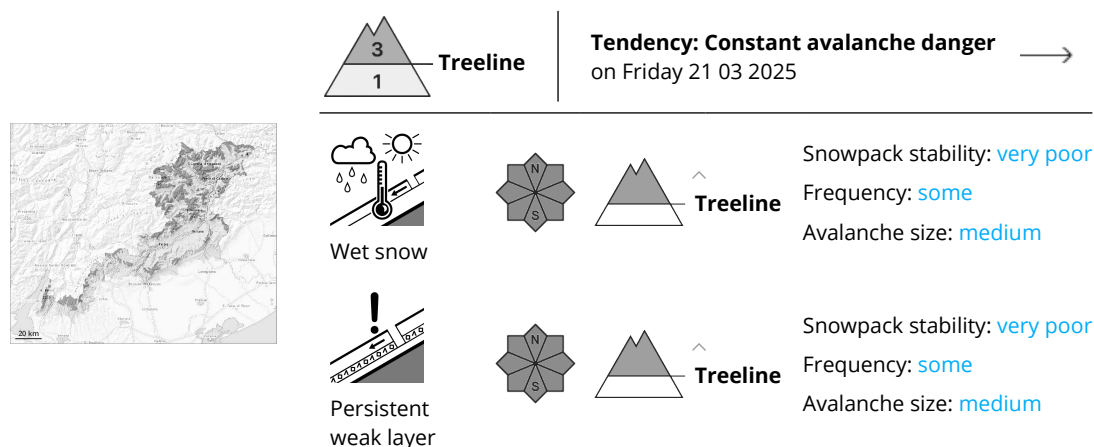 3
Treeline
1
Tendency: Constant avalanche danger
on Friday 21 03 2025
20 km
N
S
Wet snow
Treeline
Snowpack stability: very poor
Frequency: some
Avalanche size: medium
N
S
Persistent
weak layer
Treeline
Snowpack stability: very poor
Frequency: some
Avalanche size: medium